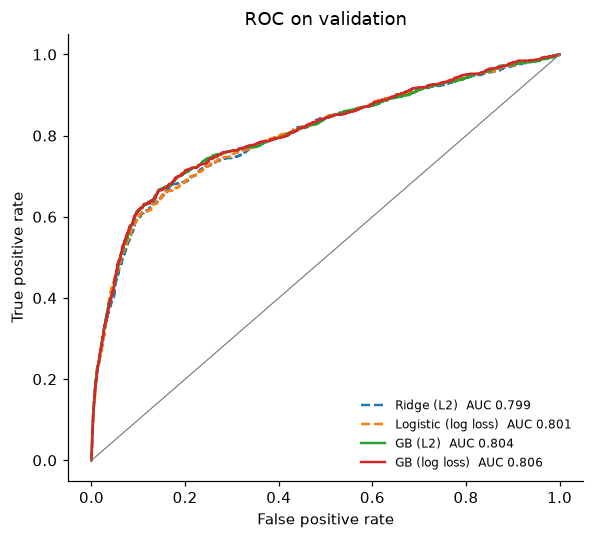 ROC on validation
1.0
0.8
0.6
0.4
0.2
0.0
True positive rate
Ridge (L2) AUC 0.799
Logistic (log loss) AUC 0.801
GB (L2) AUC 0.804
GB (log loss) AUC 0.806
0.0 0.2 0.4 0.6 0.8 1.0
False positive rate